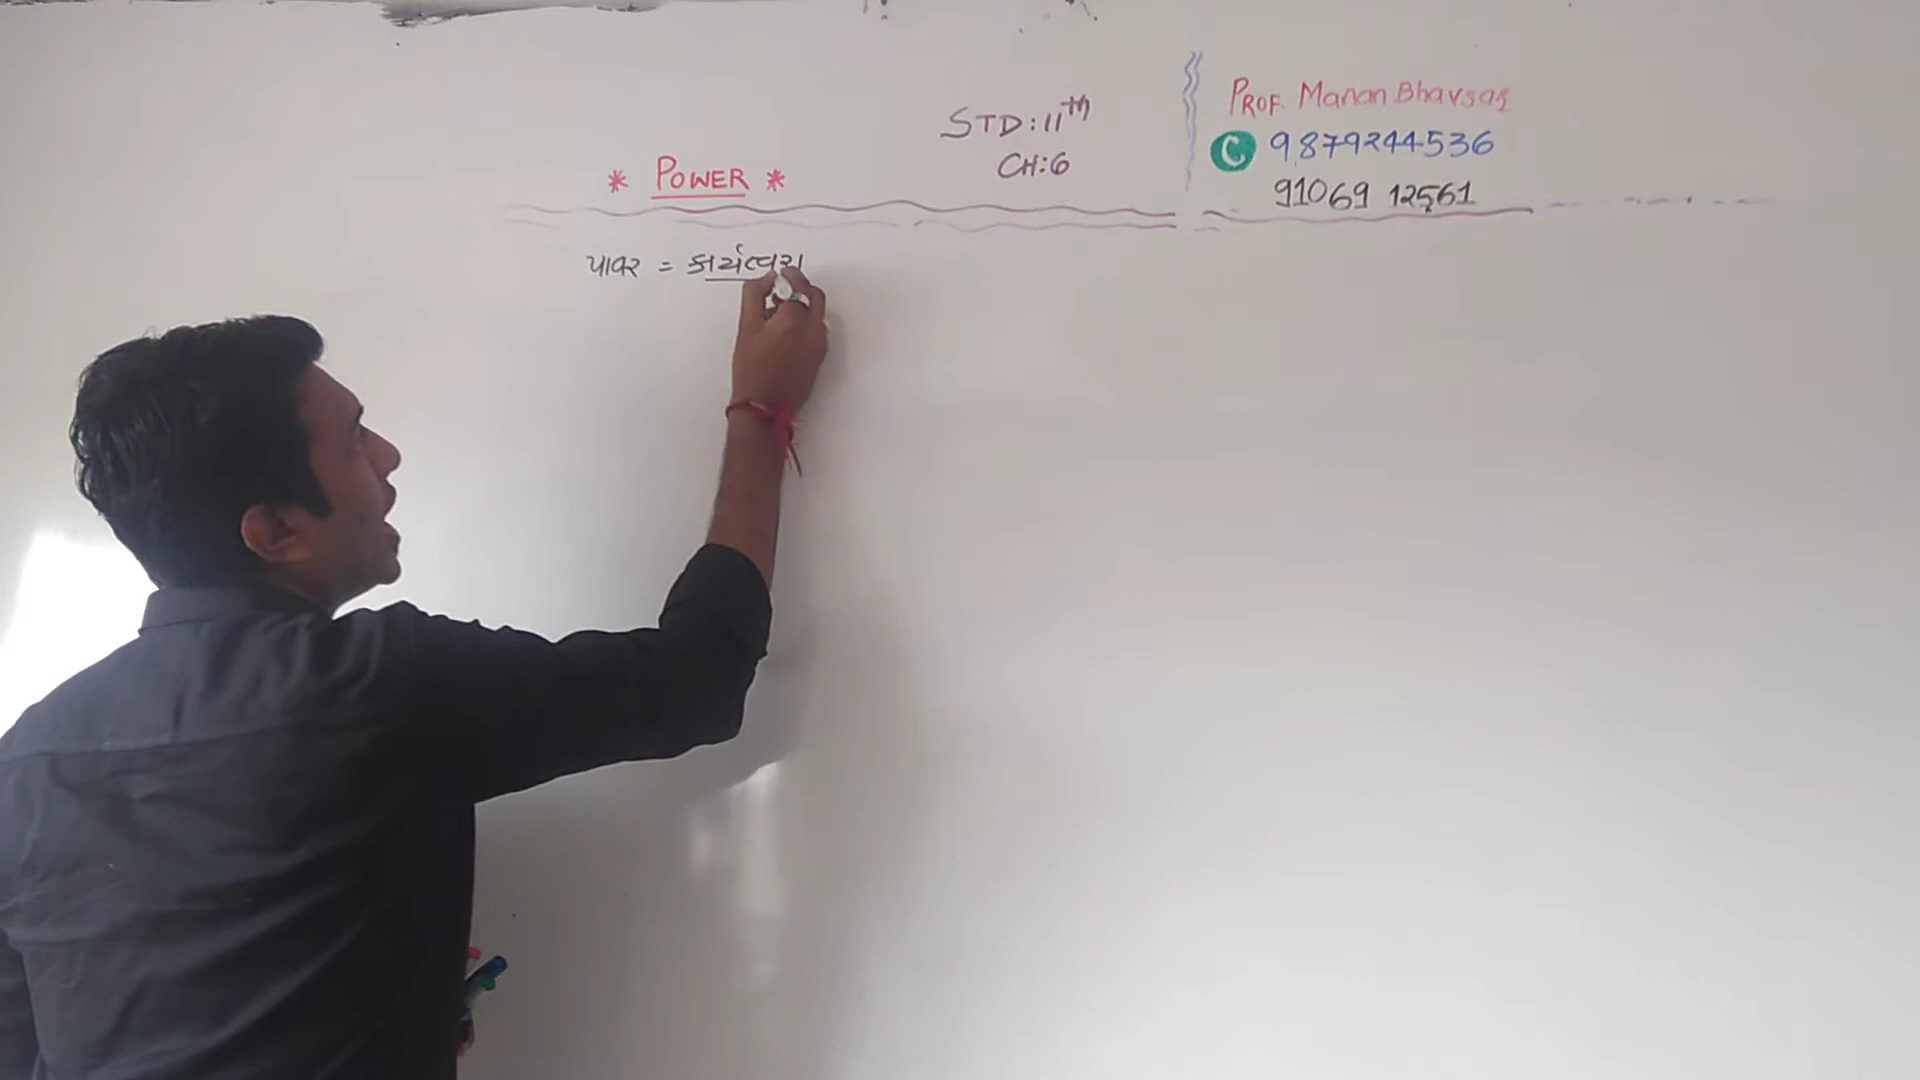 * POWER *
STD: 11th
CH: 6
PROF. Manan Bhavsar
C 9879244536
91069 12561
પાવર = કાર્યત્વરા